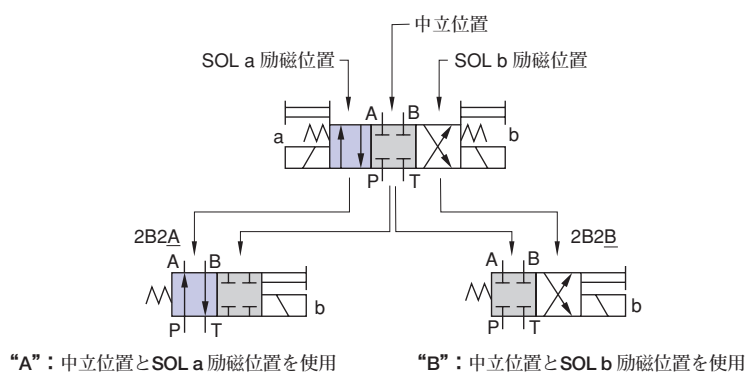 中立位置
SOL a 励磁位置
SOL b 励磁位置
A B
a
b
P T
2B2A
2B2B
A B
A B
b
b
P T
P T
“A”：中立位置とSOL a 励磁位置を使用
“B”：中立位置とSOL b 励磁位置を使用